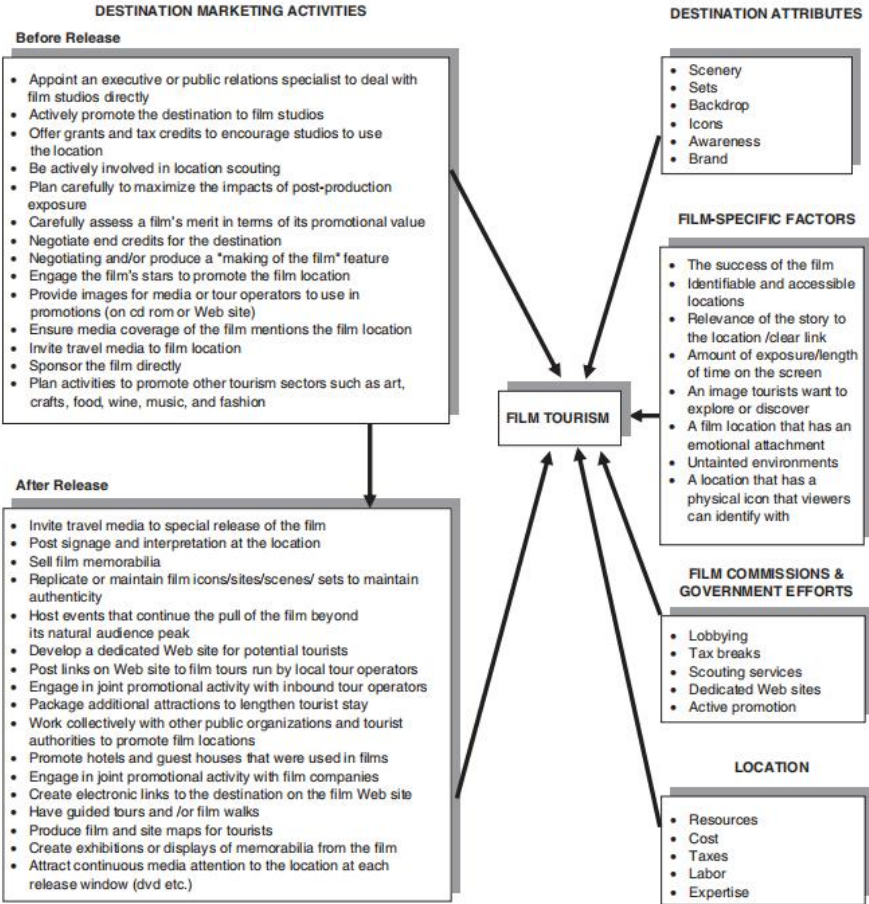 DESTINATION MARKETING ACTIVITIES
Before Release
• Appoint an executive or public relations specialist to deal with
film studios directly
• Actively promote the destination to film studios
• Offer grants and tax credits to encourage studios to use
the location
• Be actively involved in location scouting
• Plan carefully to maximize the impacts of post-production
exposure
• Carefully assess a film's merit in terms of its promotional value
• Negotiate end credits for the destination
• Negotiating and/or produce a "making of the film" feature
• Engage the film's stars to promote the film location
• Provide images for media or tour operators to use in
promotions (on cd rom or Web site)
• Ensure media coverage of the film mentions the film location
• Invite travel media to film location
• Sponsor the film directly
• Plan activities to promote other tourism sectors such as art,
crafts, food, wine, music, and fashion
After Release
• Invite travel media to special release of the film
• Post signage and interpretation at the location
• Sell film memorabilia
• Replicate or maintain film icons/sites/scenes/ sets to maintain
authenticity
• Host events that continue the pull of the film beyond
its natural audience peak
• Develop a dedicated Web site for potential tourists
• Post links on Web site to film tours run by local tour operators
• Engage in joint promotional activity with inbound tour operators
• Package additional attractions to lengthen tourist stay
• Work collectively with other public organizations and tourist
authorities to promote film locations
• Promote hotels and guest houses that were used in films
• Engage in joint promotional activity with film companies
• Create electronic links to the destination on the film Web site
• Have guided tours and /or film walks
• Produce film and site maps for tourists
• Create exhibitions or displays of memorabilia from the film
• Attract continuous media attention to the location at each
release window (dvd etc.)
FILM TOURISM
DESTINATION ATTRIBUTES
• Scenery
• Sets
• Backdrop
• Icons
• Awareness
• Brand
FILM-SPECIFIC FACTORS
• The success of the film
• Identifiable and accessible
locations
• Relevance of the story to
the location /clear link
• Amount of exposure/length
of time on the screen
• An image tourists want to
explore or discover
• A film location that has an
emotional attachment
• Untainted environments
• A location that has a
physical icon that viewers
can identify with
FILM COMMISSIONS &
GOVERNMENT EFFORTS
• Lobbying
• Tax breaks
• Scouting services
• Dedicated Web sites
• Active promotion
LOCATION
• Resources
• Cost
• Taxes
• Labor
• Expertise